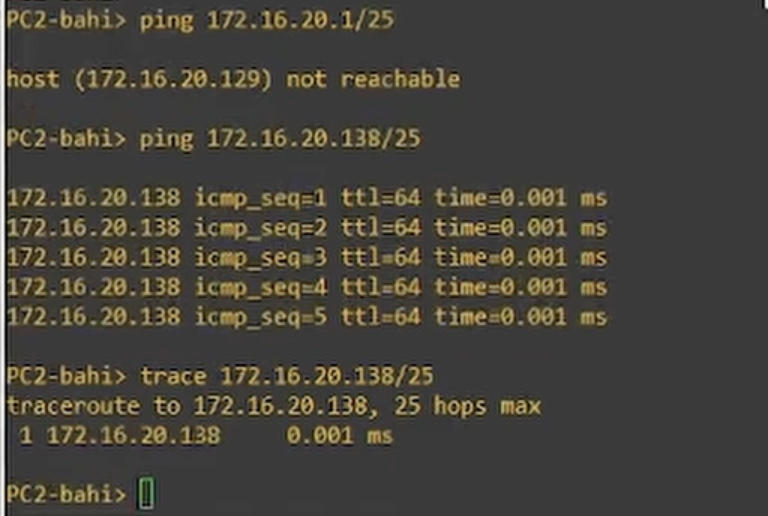 PC2-bahi> ping 172.16.20.1/25
host (172.16.20.129) not reachable
PC2-bahi> ping 172.16.20.138/25
172.16.20.138 icmp_seq=1 ttl=64 time=0.001 ms
172.16.20.138 icmp_seq=2 ttl=64 time=0.001 ms
172.16.20.138 icmp_seq=3 ttl=64 time=0.001 ms
172.16.20.138 icmp_seq=4 ttl=64 time=0.001 ms
172.16.20.138 icmp_seq=5 ttl=64 time=0.001 ms
PC2-bahi> trace 172.16.20.138/25
traceroute to 172.16.20.138, 25 hops max
1 172.16.20.138 0.001 ms
PC2-bahi>